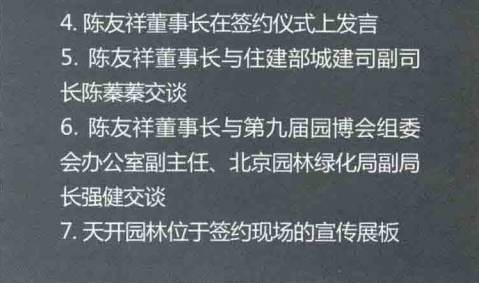 4. 陈友祥董事长在签约仪式上发言
5. 陈友祥董事长与住建部城建司副司
长陈蓁蓁交谈
6. 陈友祥董事长与第九届园博会组委
会办公室副主任、北京园林绿化局副局
长强健交谈
7. 天开园林位于签约现场的宣传展板